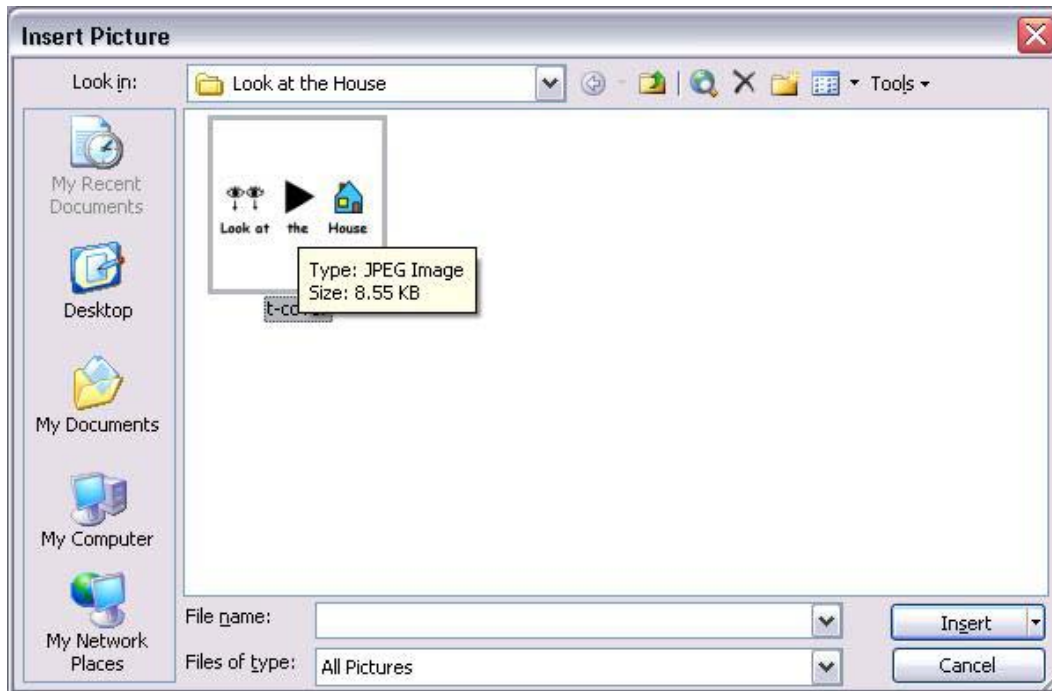 Insert Picture
Look in:
Look at the House
Tools
My Recent
Documents
Desktop
My Documents
My Computer
My Network
Places
Look at the House
Type: JPEG Image
Size: 8.55 KB
File name:
Files of type:
All Pictures
Insert
Cancel